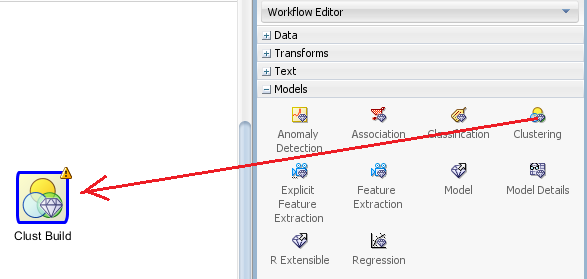 Workflow Editor
Data
Transforms
Text
Models
Anomaly Detection
Association
Classification
Clustering
Explicit Feature Extraction
Feature Extraction
Model
Model Details
R Extensible
Regression
Clust Build